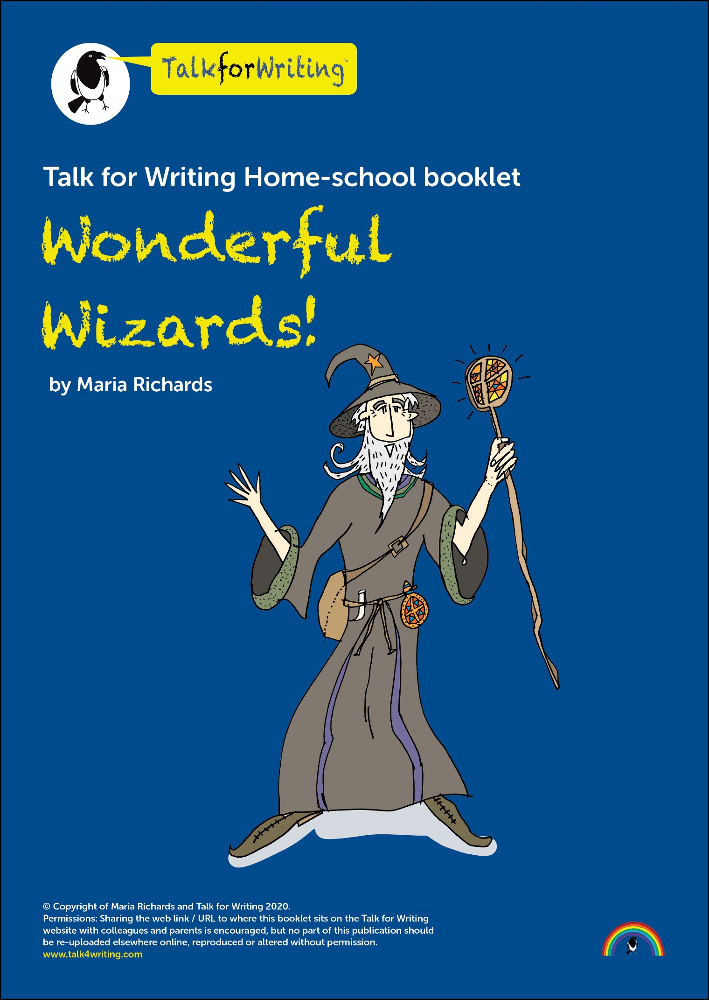 TalkforWriting™
Talk for Writing Home-school booklet
Wonderful
Wizards!
by Maria Richards
© Copyright of Maria Richards and Talk for Writing 2020.
Permissions: Sharing the web link / URL to where this booklet sits on the Talk for Writing
website with colleagues and parents is encouraged, but no part of this publication should
be re-uploaded elsewhere online, reproduced or altered without permission.
www.talk4writing.com